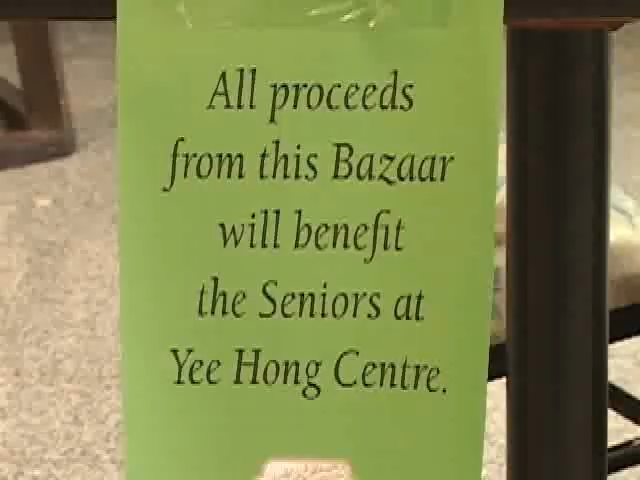 All proceeds
from this Bazaar
will benefit
the Seniors at
Yee Hong Centre.